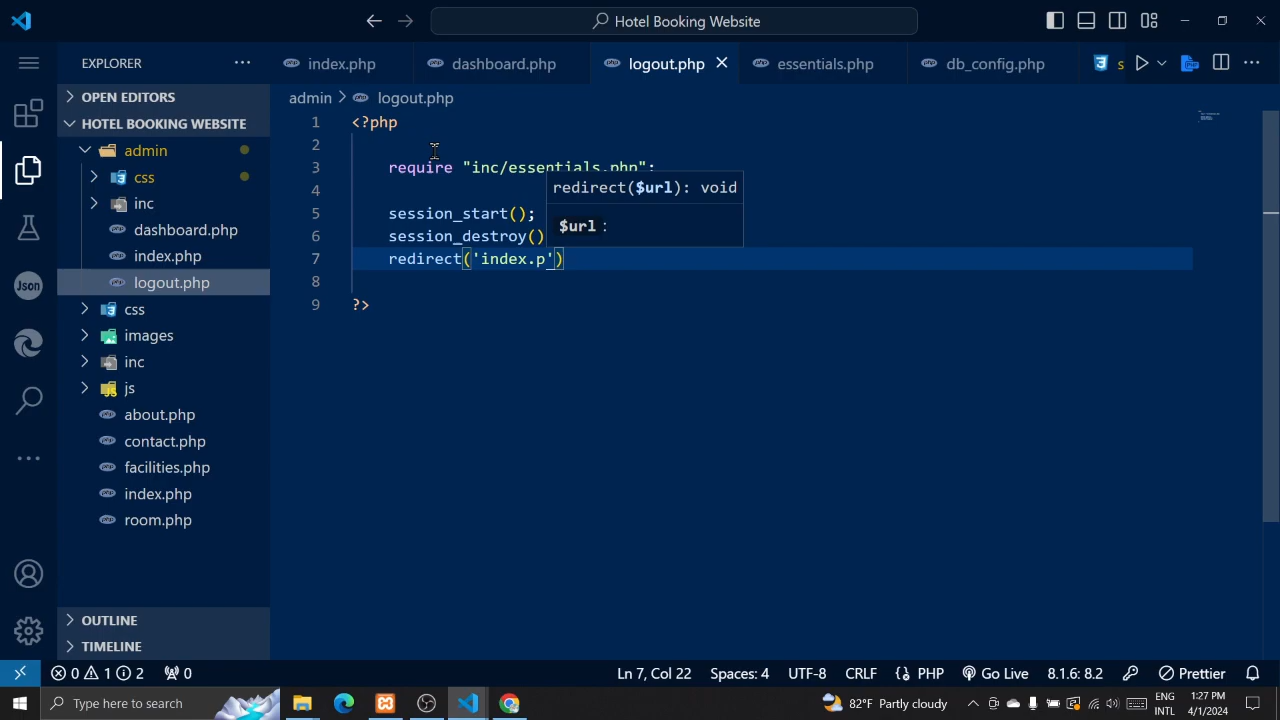 Hotel Booking Website
EXPLORER
index.php
dashboard.php
logout.php
essentials.php
db_config.php
s
OPEN EDITORS
HOTEL BOOKING WEBSITE
admin
css
inc
dashboard.php
index.php
logout.php
css
images
inc
js
about.php
contact.php
facilities.php
index.php
room.php
OUTLINE
TIMELINE
JSON
admin > logout.php
1 <?php
2
3 require "inc/essentials.php";
4
5 session_start();
6 session_destroy()
7 redirect('index.p')
8
9 ?>
redirect($url): void
$url:
0 1 2 0
Ln 7, Col 22 Spaces: 4 UTF-8 CRLF {} PHP Go Live 8.1.6: 8.2 Prettier
Type here to search
82°F Partly cloudy
ENG
INTL
1:27 PM
4/1/2024